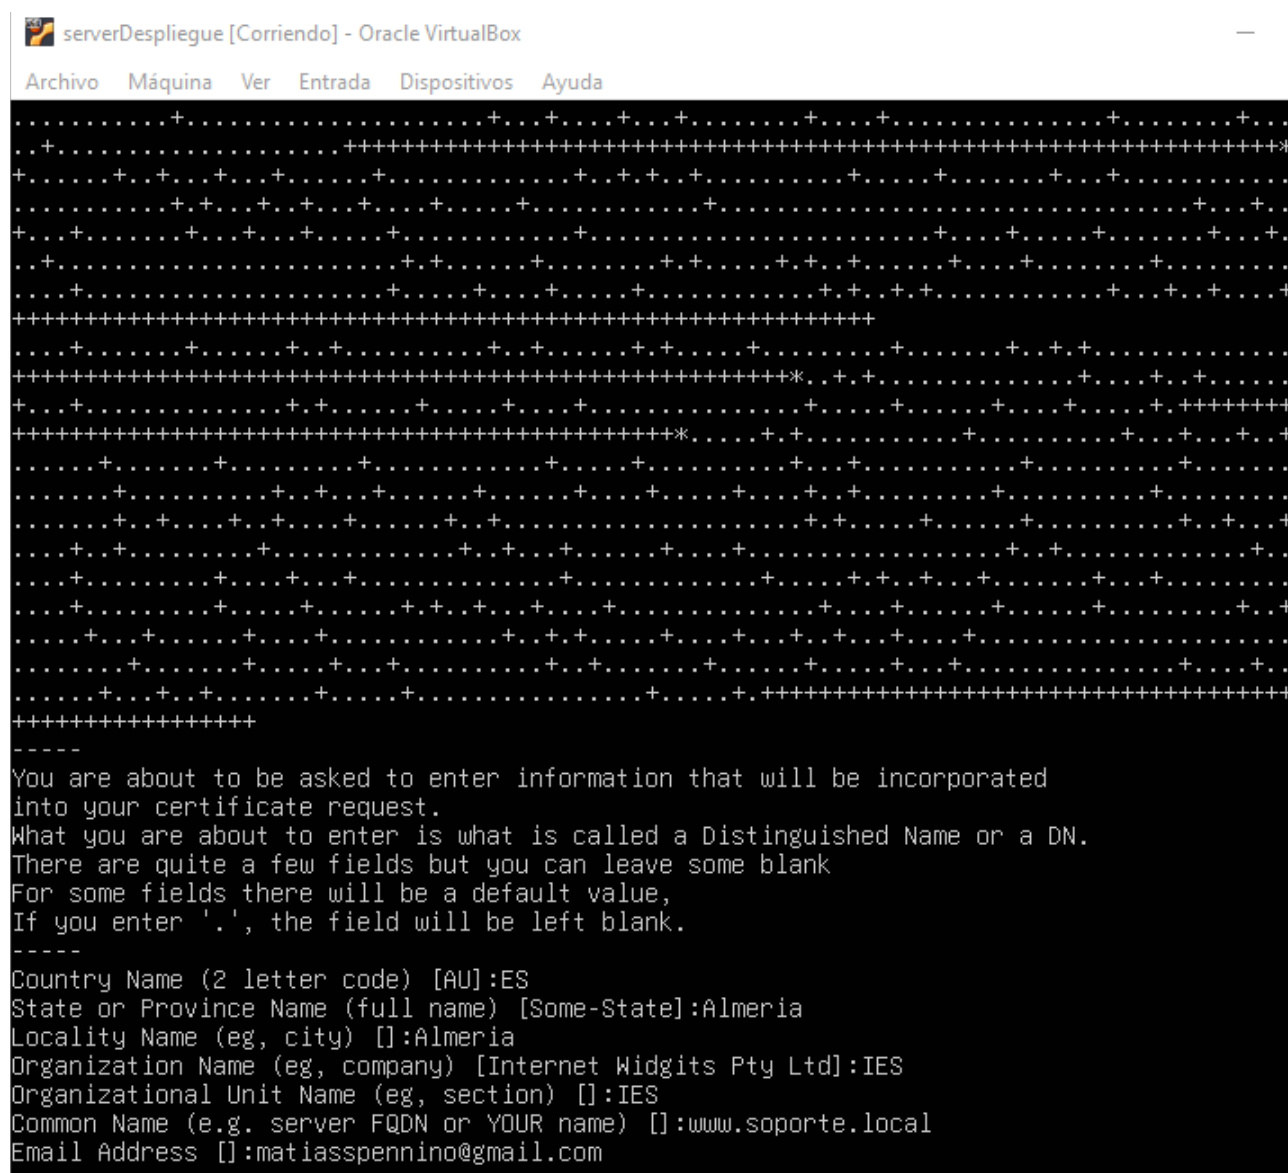 serverDespliegue [Corriendo] - Oracle VirtualBox
Archivo Máquina Ver Entrada Dispositivos Ayuda
-----
You are about to be asked to enter information that will be incorporated
into your certificate request.
What you are about to enter is what is called a Distinguished Name or a DN.
There are quite a few fields but you can leave some blank
For some fields there will be a default value,
If you enter '.', the field will be left blank.
-----
Country Name (2 letter code) [AU]:ES
State or Province Name (full name) [Some-State]:Almeria
Locality Name (eg, city) []:Almeria
Organization Name (eg, company) [Internet Widgits Pty Ltd]:IES
Organizational Unit Name (eg, section) []:IES
Common Name (e.g. server FQDN or YOUR name) []:www.soporte.local
Email Address []:matiasspennino@gmail.com